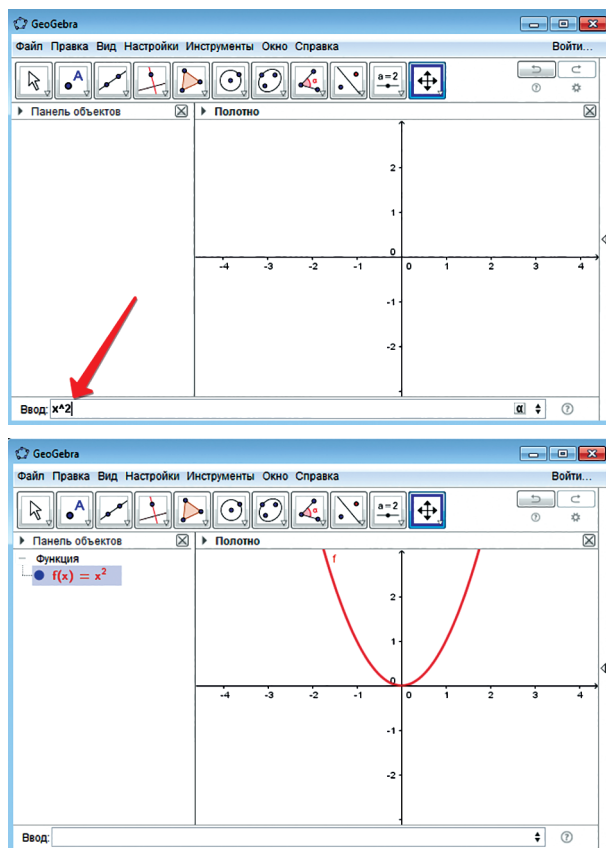 GeoGebra
Файл Правка Вид Настройки Инструменты Окно Справка Войти...
A α a = 2
Панель объектов Полотно
2
1
0
-4 -3 -2 -1 0 1 2 3 4
-1
-2
Ввод: x^2 α
GeoGebra
Файл Правка Вид Настройки Инструменты Окно Справка Войти...
A α a = 2
Панель объектов Полотно
Функция
f(x) = x²
f
2
1
0
-4 -3 -2 -1 0 1 2 3 4
-1
-2
Ввод: